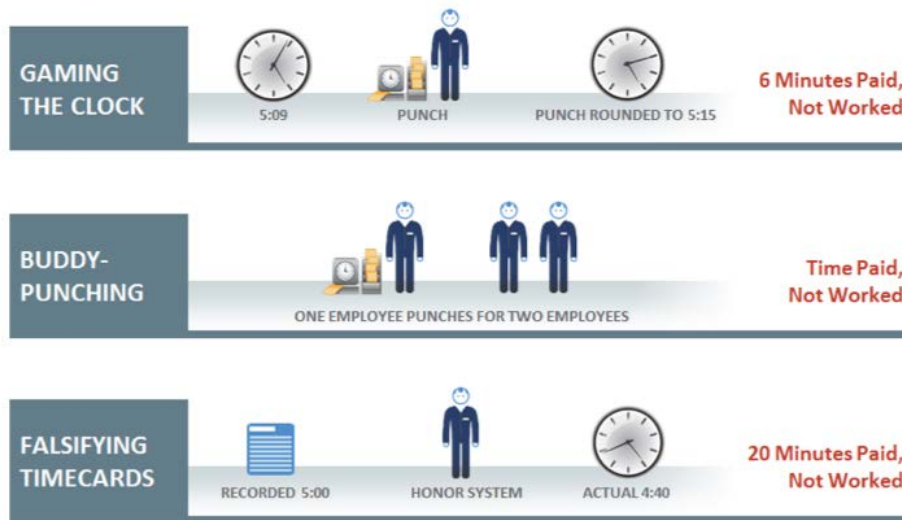 GAMING
THE CLOCK
5:09
PUNCH
PUNCH ROUNDED TO 5:15
6 Minutes Paid,
Not Worked
BUDDY-
PUNCHING
ONE EMPLOYEE PUNCHES FOR TWO EMPLOYEES
Time Paid,
Not Worked
FALSIFYING
TIMECARDS
RECORDED 5:00
HONOR SYSTEM
ACTUAL 4:40
20 Minutes Paid,
Not Worked